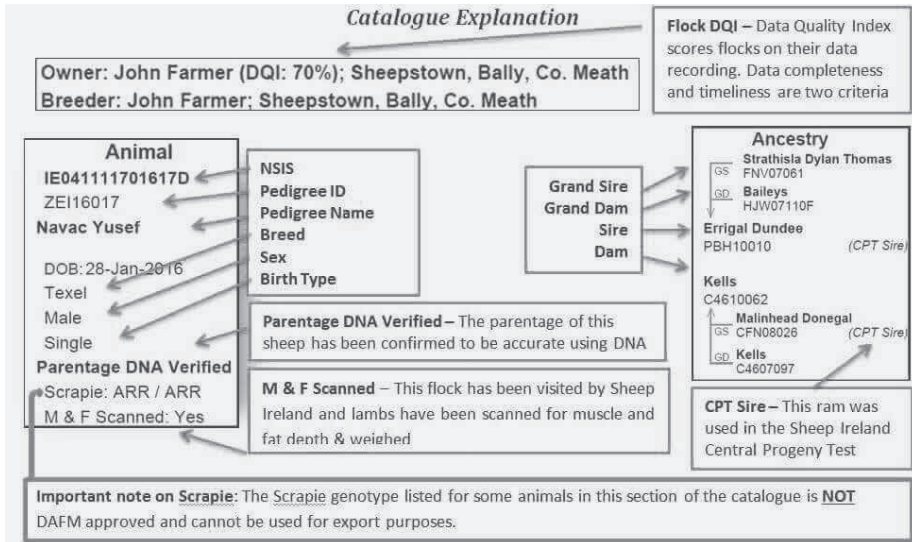 Catalogue Explanation
Flock DQI – Data Quality Index
scores flocks on their data
recording. Data completeness
and timeliness are two criteria
Owner: John Farmer (DQI: 70%); Sheepstown, Bally, Co. Meath
Breeder: John Farmer; Sheepstown, Bally, Co. Meath
Animal
IE041111701617D
ZEI16017
Navac Yusef
DOB:28-Jan-2016
Texel
Male
Single
Parentage DNA Verified
Scrapie: ARR / ARR
M & F Scanned: Yes
NSIS
Pedigree ID
Pedigree Name
Breed
Sex
Birth Type
Parentage DNA Verified – The parentage of this
sheep has been confirmed to be accurate using DNA
M & F Scanned – This flock has been visited by Sheep
Ireland and lambs have been scanned for muscle and
fat depth & weighed
Grand Sire
Grand Dam
Sire
Dam
Ancestry
Strathisla Dylan Thomas
GS FNV07061
GD Baileys
HJW07110F
Errigal Dundee
PBH10010 (CPT Sire)
Kells
C4610062
Malinhead Donegal
GS CFN08026 (CPT Sire)
GD Kells
C4607097
CPT Sire – This ram was
used in the Sheep Ireland
Central Progeny Test
Important note on Scrapie: The Scrapie genotype listed for some animals in this section of the catalogue is NOT
DAFM approved and cannot be used for export purposes.